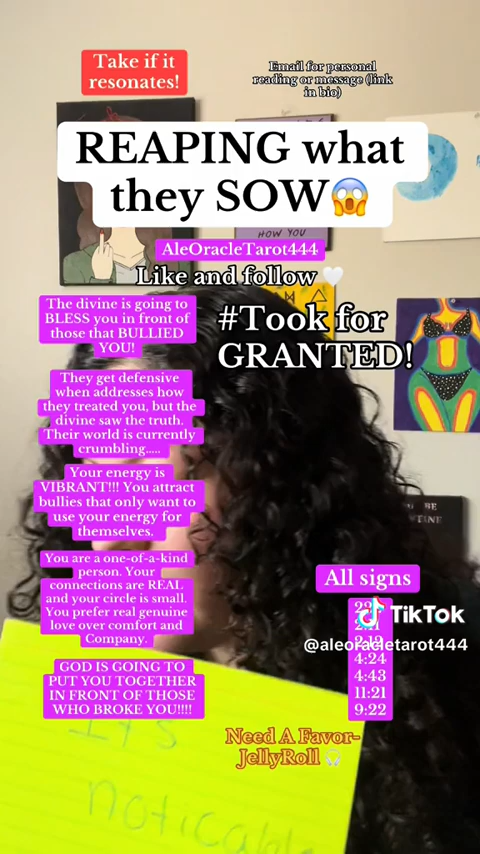 Take if it
resonates!
Email for personal
reading or message (link
in bio)
REAPING what
they SOW😱
HOW YOU
AleOracleTarot444
Like and follow 🤍
The divine is going to
BLESS you in front of
those that BULLIED
YOU!
#Took for
GRANTED!
They get defensive
when addresses how
they treated you, but the
divine saw the truth.
Their world is currently
crumbling.....
Your energy is
VIBRANT!!! You attract
bullies that only want to
use your energy for
themselves.
BE
You are a one-of-a-kind
person. Your
connections are REAL
and your circle is small.
You prefer real genuine
love over comfort and
Company.
GOD IS GOING TO
PUT YOU TOGETHER
IN FRONT OF THOSE
WHO BROKE YOU!!!!
All signs
TikTok
@aleoracletarot444
4:24
4:43
11:21
9:22
Need A Favor-
JellyRoll 🎧
It's
noticable